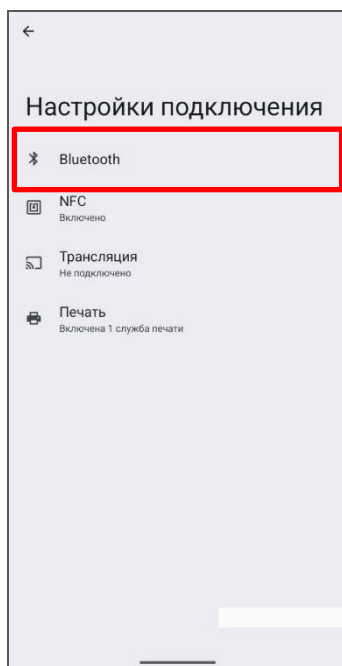 Настройки подключения
Bluetooth
NFC
Включено
Трансляция
Не подключено
Печать
Включена 1 служба печати